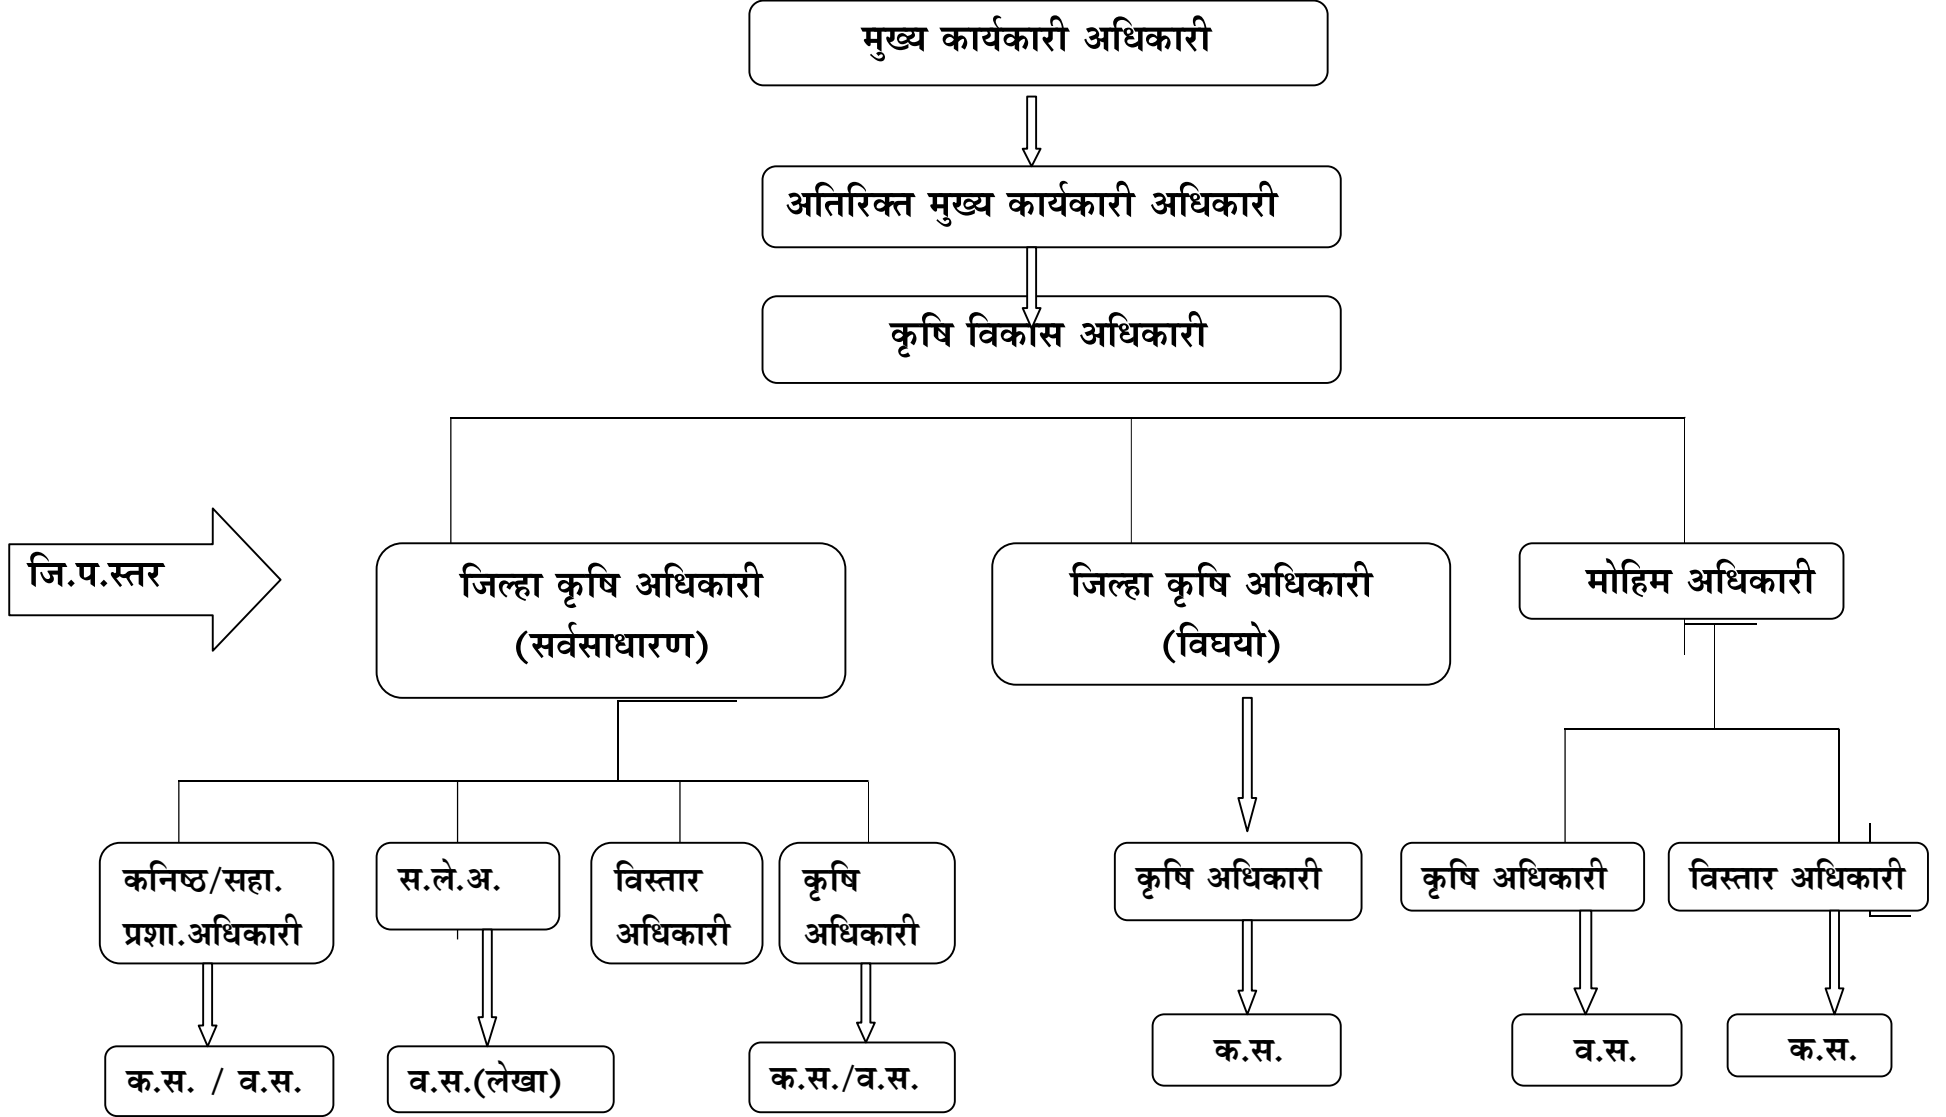 मुख्य कार्यकारी अधिकारी
अतिरिक्त मुख्य कार्यकारी अधिकारी
कृषि विकास अधिकारी
जि.प.स्तर
जिल्हा कृषि अधिकारी
(सर्वसाधारण)
जिल्हा कृषि अधिकारी
(विघयो)
मोहिम अधिकारी
कनिष्ठ/सहा.
प्रशा.अधिकारी
स.ले.अ.
विस्तार
अधिकारी
कृषि
अधिकारी
कृषि अधिकारी
कृषि अधिकारी
विस्तार अधिकारी
क.स. / व.स.
व.स.(लेखा)
क.स./व.स.
क.स.
व.स.
क.स.